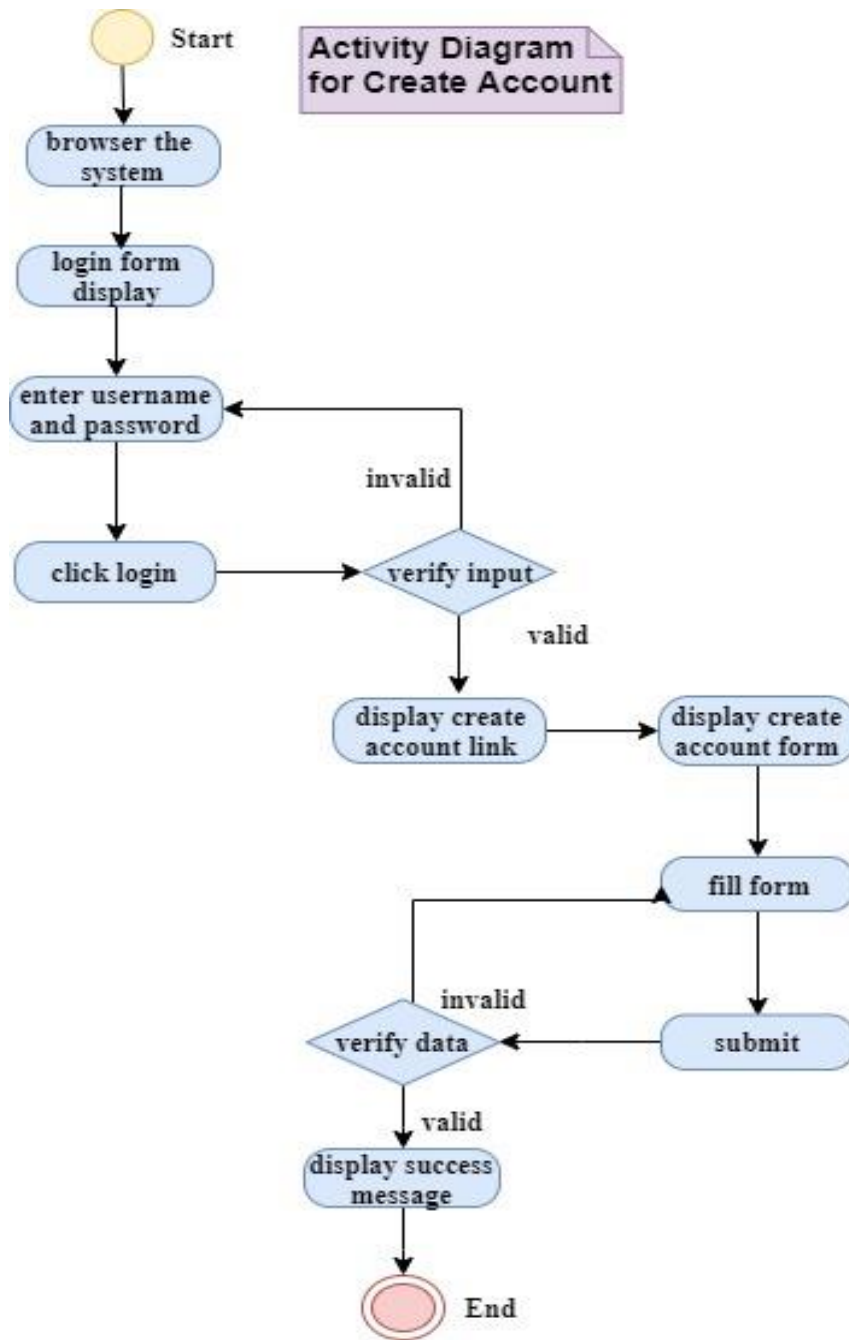 Start
Activity Diagram
for Create Account
browser the
system
login form
display
enter username
and password
invalid
click login
verify input
valid
display create
account link
display create
account form
fill form
invalid
verify data
submit
valid
display success
message
End